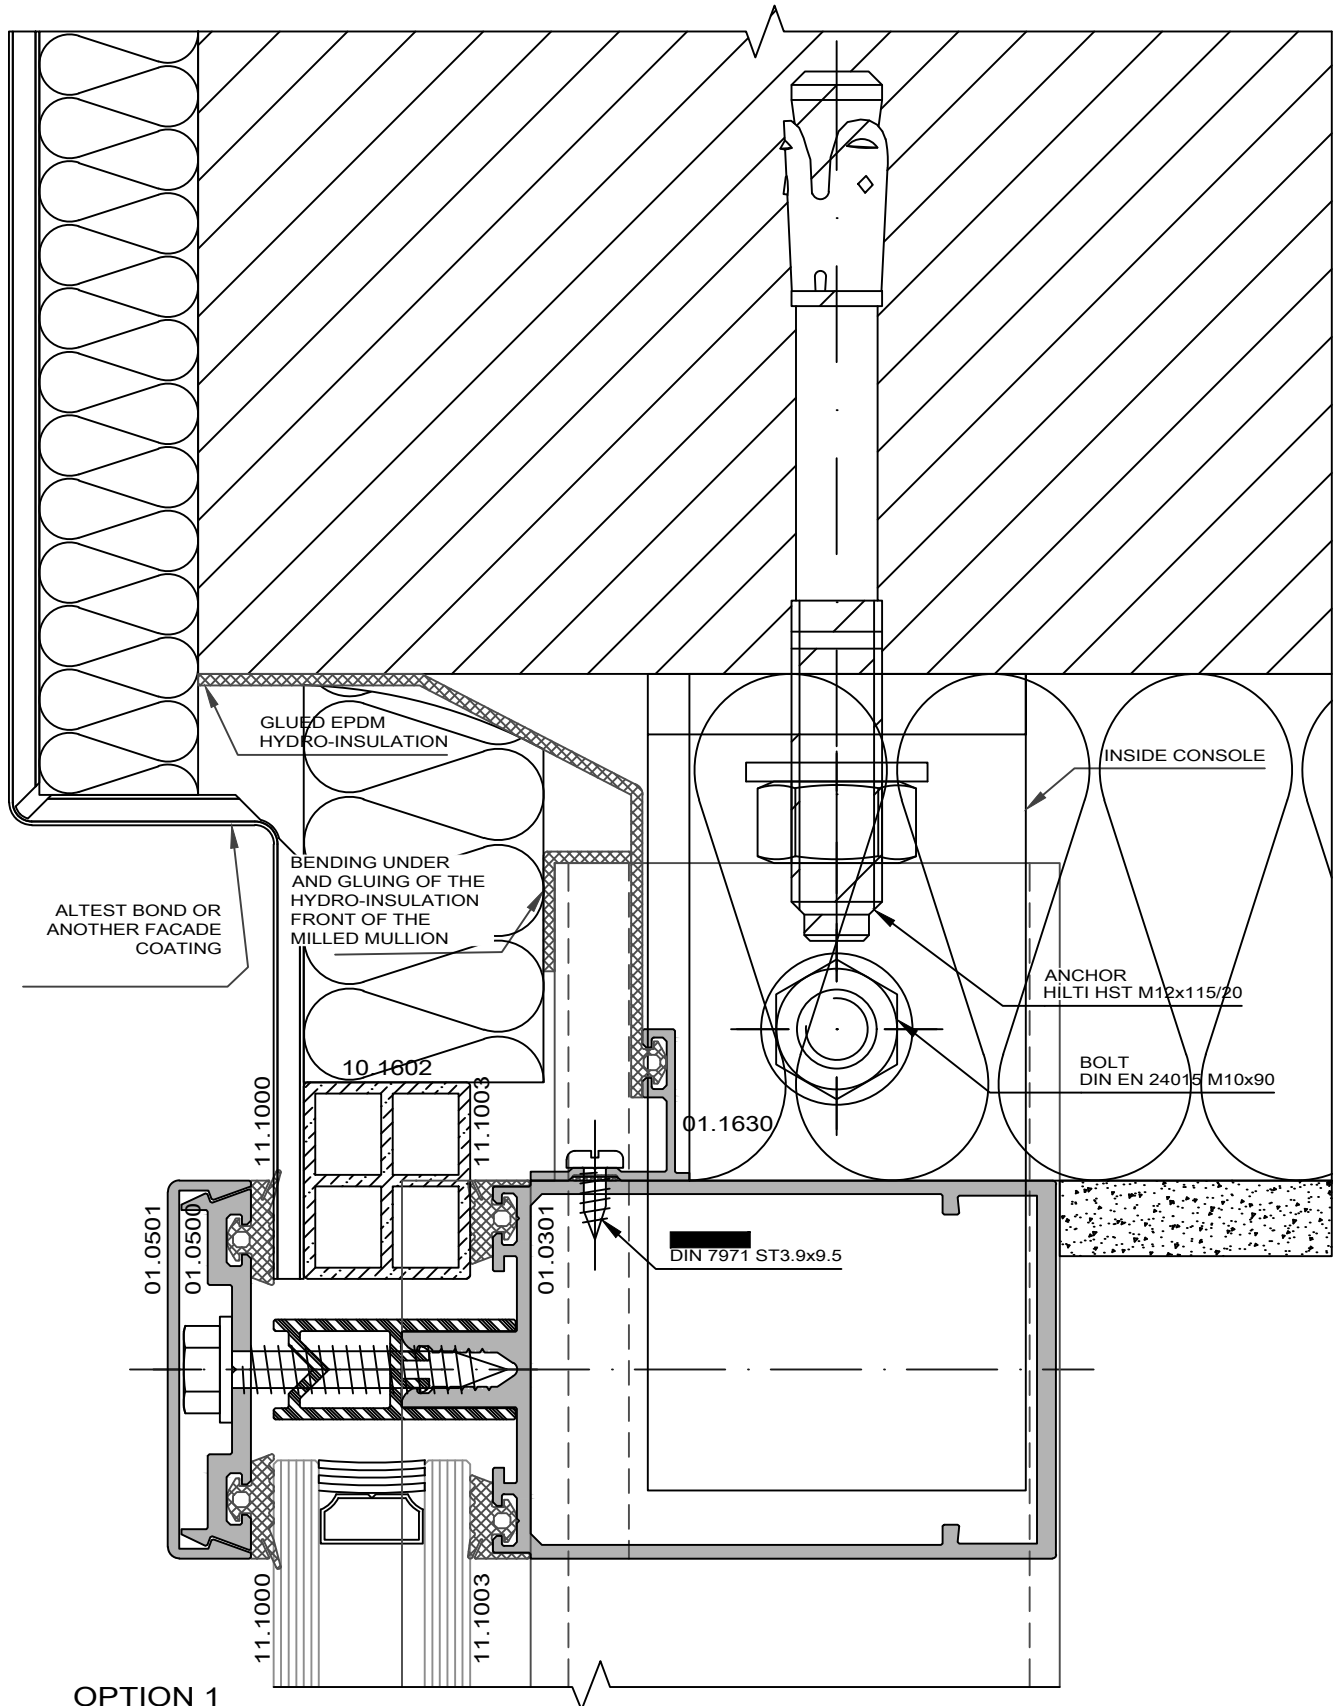 GLUED EPDM
HYDRO-INSULATION
INSIDE CONSOLE
BENDING UNDER
AND GLUING OF THE
HYDRO-INSULATION
FRONT OF THE
MILLED MULLION
ALTEST BOND OR
ANOTHER FACADE
COATING
ANCHOR
HILTI HST M12x115/20
BOLT
DIN EN 24015 M10x90
10.1602
11.1000
11.1003
01.1630
01.0501
01.0500
01.0301
DIN 7971 ST3.9x9.5
11.1000
11.1003
OPTION 1